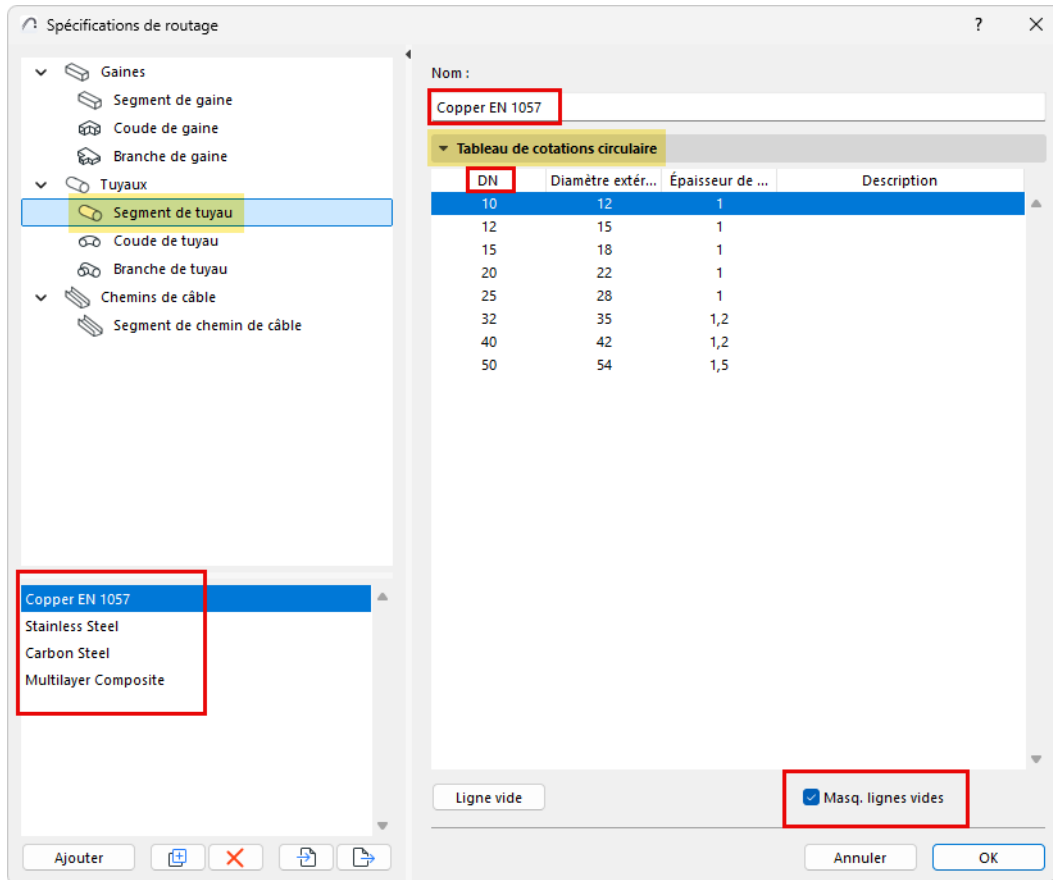 Spécifications de routage
?
Gaines
Segment de gaine
Coude de gaine
Branche de gaine
Tuyaux
Segment de tuyau
Coude de tuyau
Branche de tuyau
Chemins de câble
Segment de chemin de câble
Copper EN 1057
Stainless Steel
Carbon Steel
Multilayer Composite
Ajouter
Nom :
Copper EN 1057
Tableau de cotations circulaire
DN Diamètre extér... Épaisseur de ... Description
10 12 1
12 15 1
15 18 1
20 22 1
25 28 1
32 35 1,2
40 42 1,2
50 54 1,5
Ligne vide
Masq. lignes vides
Annuler
OK